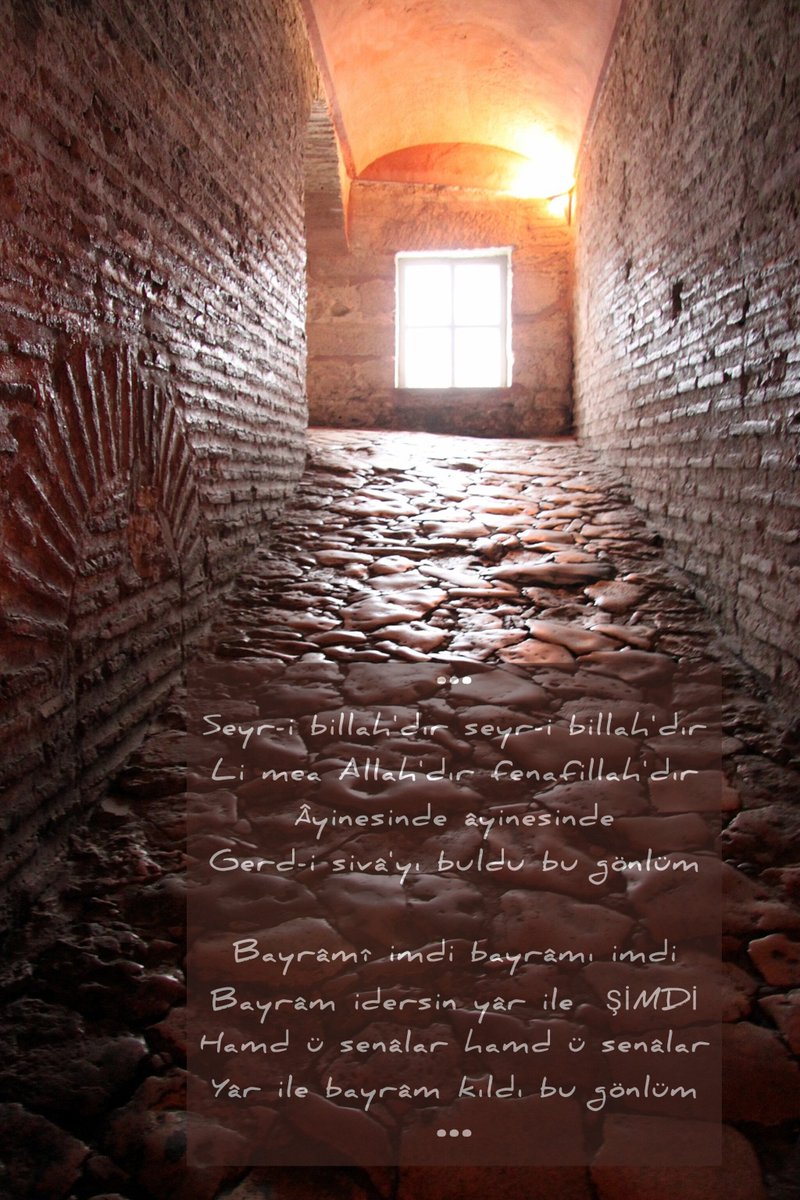 •••
Seyr-i billah'dır seyr-i billah'dır
Li mea Allah'dır fenafillah'dır
Âyinesinde âyinesinde
Gerd-i sivâ'yı buldu bu gönlüm
Bayrâmî imdi bayrâmı imdi
Bayrâm idersin yâr ile ŞİMDİ
Hamd ü senâlar hamd ü senâlar
Yâr ile bayrâm kıldı bu gönlüm
•••